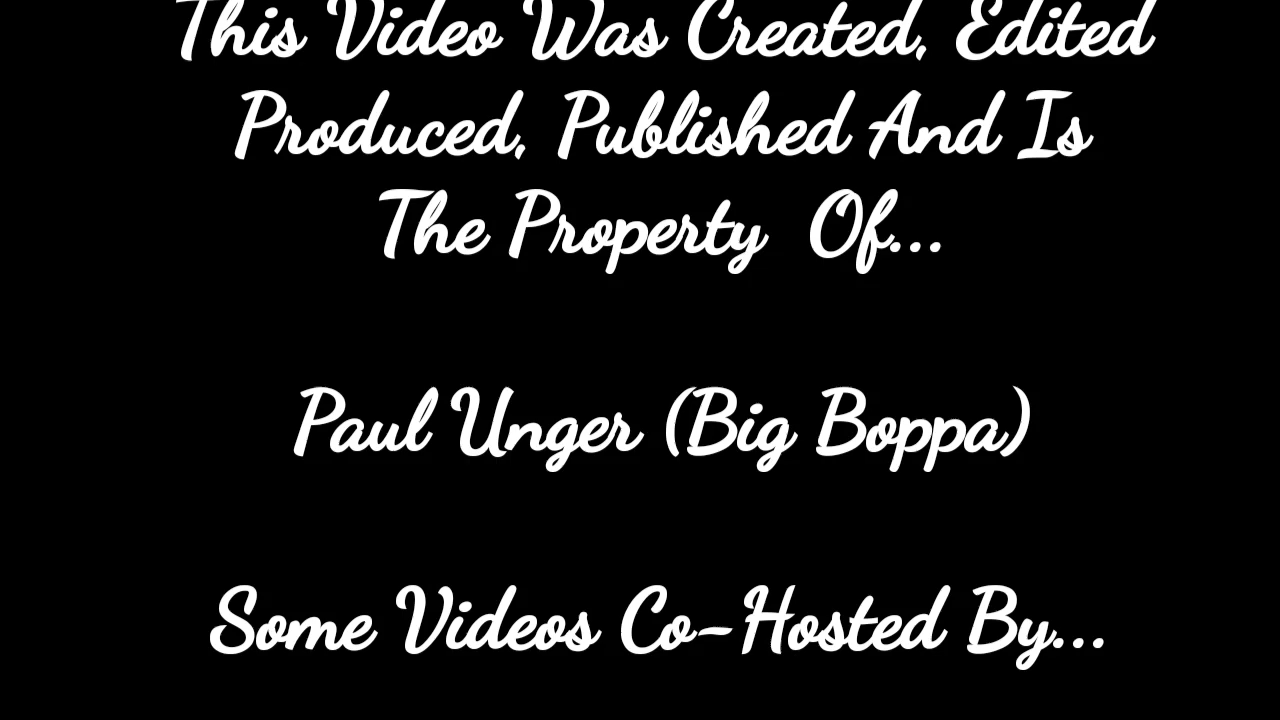 This Video Was Created, Edited
Produced, Published And Is
The Property Of...
Paul Unger (Big Boppa)
Some Videos Co-Hosted By...